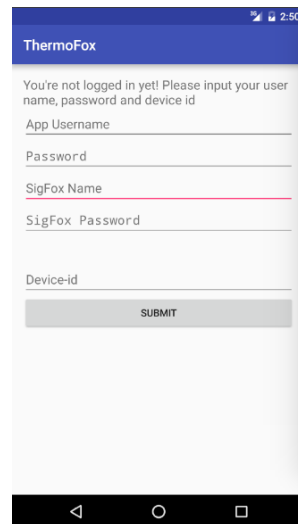 3G 2:50
ThermoFox
You're not logged in yet! Please input your user
name, password and device id
App Username
Password
SigFox Name
SigFox Password
Device-id
SUBMIT